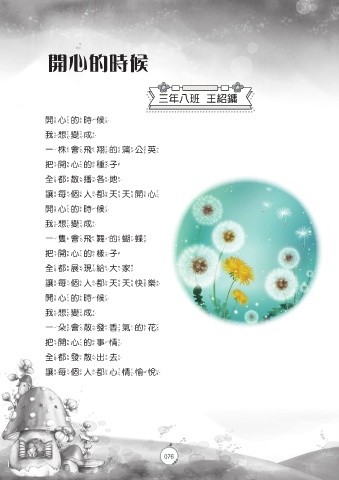 開心的時候
三年八班 王紹鏞
開心的時候，
我想變成，
一株會飛翔的蒲公英，
把開心的種子，
全都散播各地，
讓每個人都天天開心。
開心的時候，
我想變成，
一隻會飛舞的蝴蝶，
把開心的樣子，
全都展現給大家，
讓每個人都天天快樂。
開心的時候，
我想變成，
一朵會散發香氣的花，
把開心的事情，
全都發散出去，
讓每個人都心情愉悅。
076